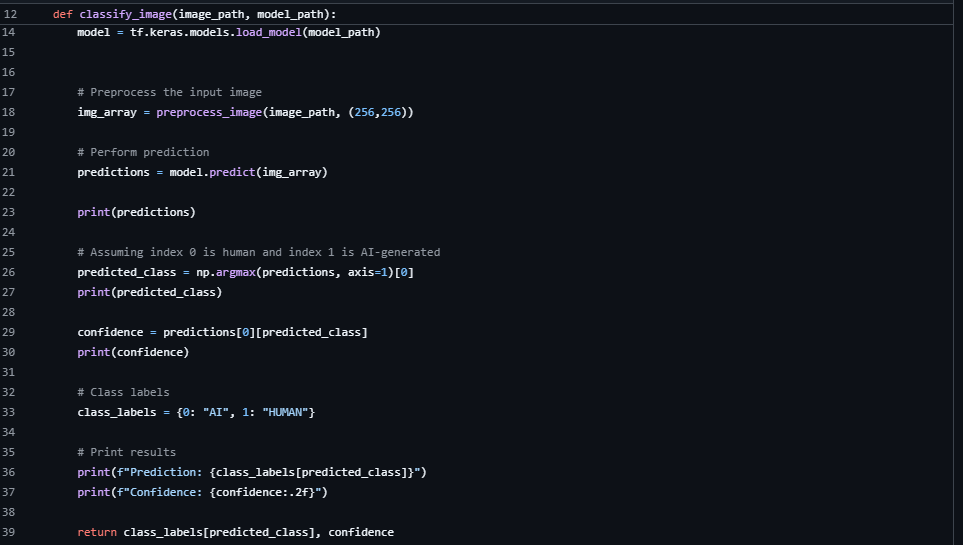 12 def classify_image(image_path, model_path):
14 model = tf.keras.models.load_model(model_path)
15
16
17 # Preprocess the input image
18 img_array = preprocess_image(image_path, (256,256))
19
20 # Perform prediction
21 predictions = model.predict(img_array)
22
23 print(predictions)
24
25 # Assuming index 0 is human and index 1 is AI-generated
26 predicted_class = np.argmax(predictions, axis=1)[0]
27 print(predicted_class)
28
29 confidence = predictions[0][predicted_class]
30 print(confidence)
31
32 # Class labels
33 class_labels = {0: "AI", 1: "HUMAN"}
34
35 # Print results
36 print(f"Prediction: {class_labels[predicted_class]}")
37 print(f"Confidence: {confidence:.2f}")
38
39 return class_labels[predicted_class], confidence